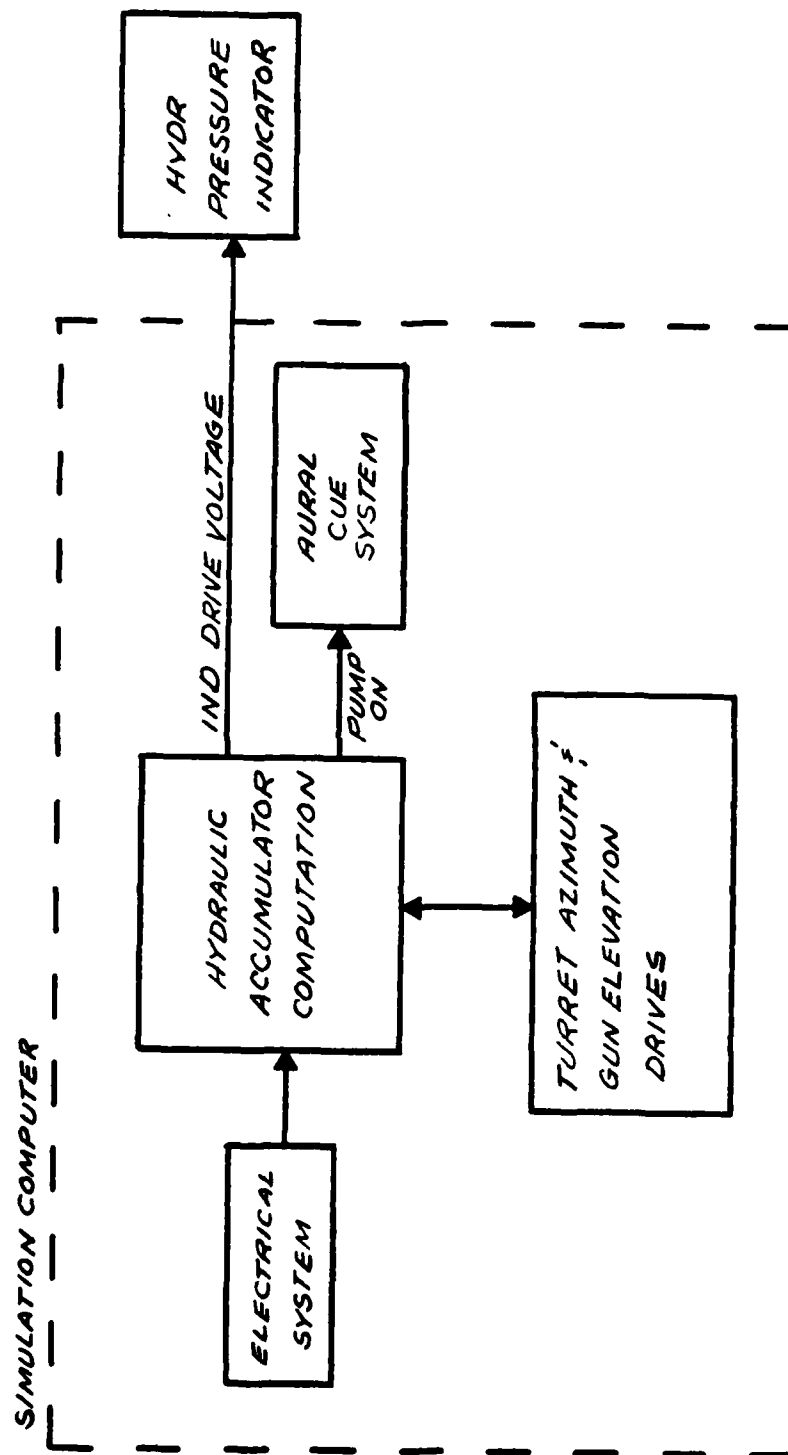 SIMULATION COMPUTER
ELECTRICAL
SYSTEM
HYDRAULIC
ACCUMULATOR
COMPUTATION
IND DRIVE VOLTAGE
HYDR
PRESSURE
INDICATOR
PUMP
ON
AURAL
CUE
SYSTEM
TURRET AZIMUTH &
GUN ELEVATION
DRIVES